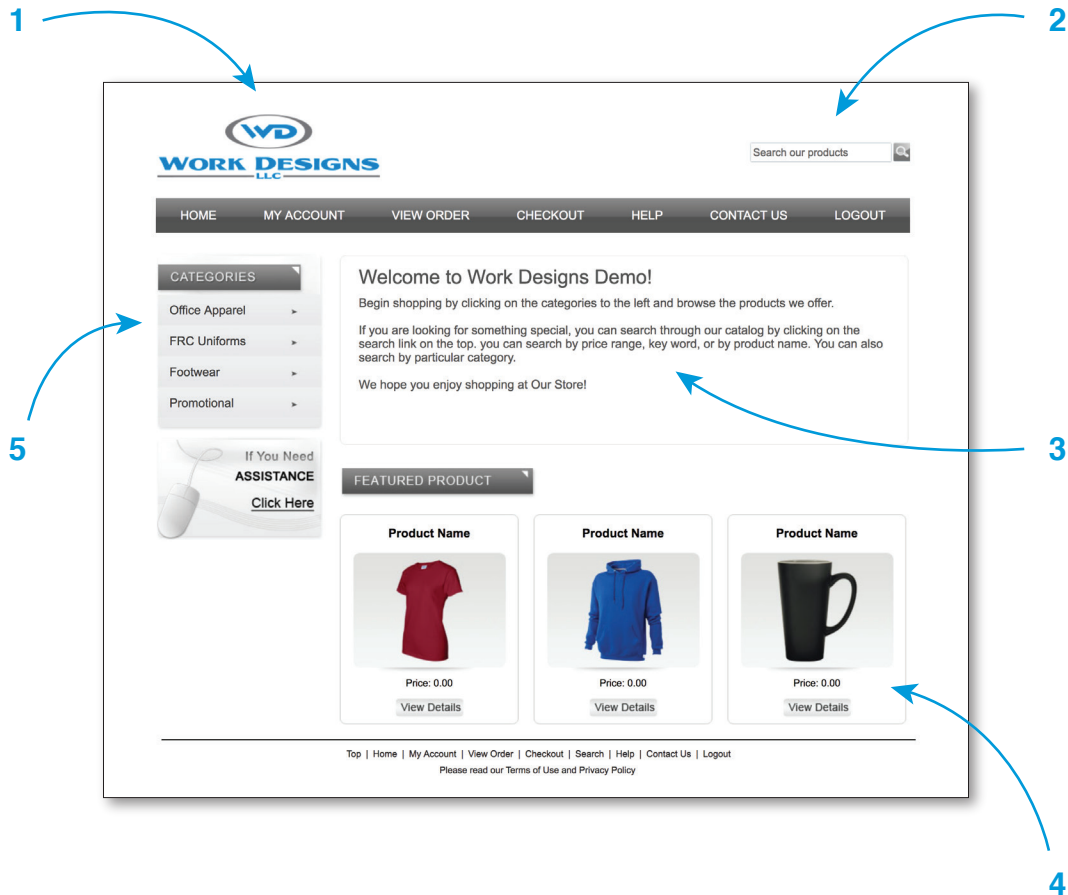 1
2
WD
WORK DESIGNS
LLC
Search our products
HOME MY ACCOUNT VIEW ORDER CHECKOUT HELP CONTACT US LOGOUT
CATEGORIES
Office Apparel
FRC Uniforms
Footwear
Promotional
5
If You Need
ASSISTANCE
Click Here
Welcome to Work Designs Demo!
Begin shopping by clicking on the categories to the left and browse the products we offer.
If you are looking for something special, you can search through our catalog by clicking on the
search link on the top. you can search by price range, key word, or by product name. You can also
search by particular category.
We hope you enjoy shopping at Our Store!
3
FEATURED PRODUCT
Product Name
Price: 0.00
View Details
Product Name
Price: 0.00
View Details
Product Name
Price: 0.00
View Details
Top | Home | My Account | View Order | Checkout | Search | Help | Contact Us | Logout
Please read our Terms of Use and Privacy Policy
4